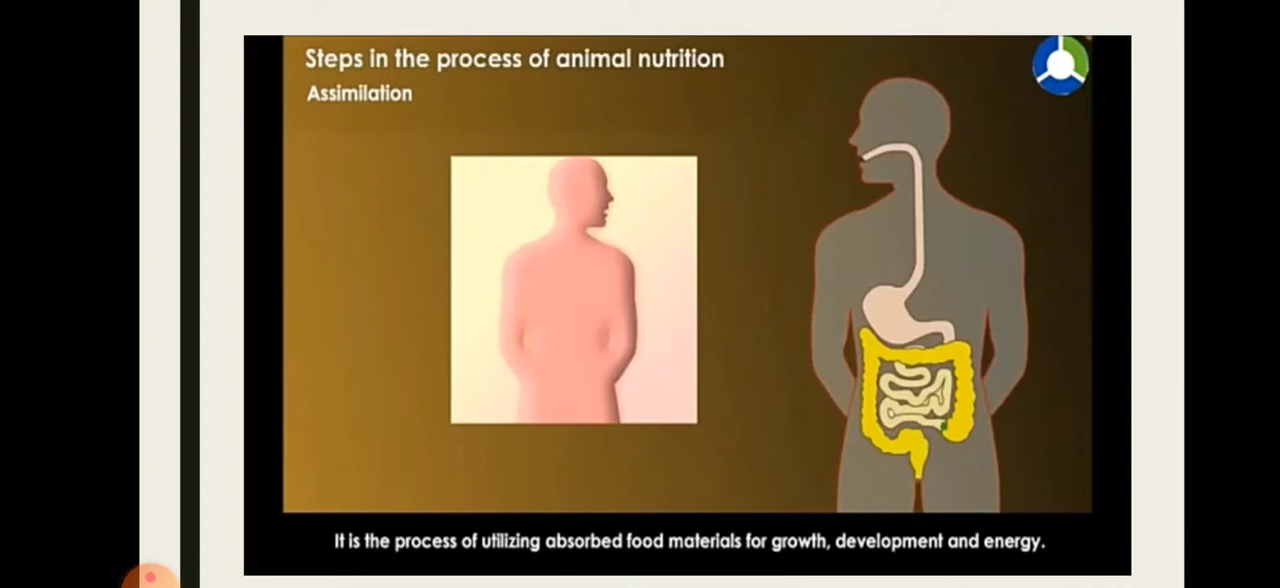 Steps in the process of animal nutrition
Assimilation
It is the process of utilizing absorbed food materials for growth, development and energy.